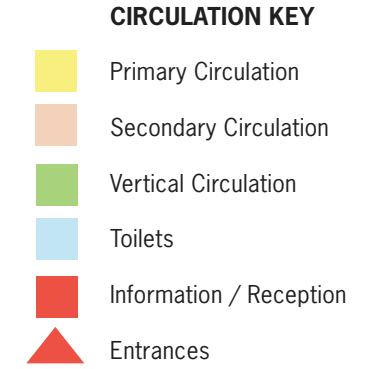 CIRCULATION KEY
Primary Circulation
Secondary Circulation
Vertical Circulation
Toilets
Information / Reception
Entrances